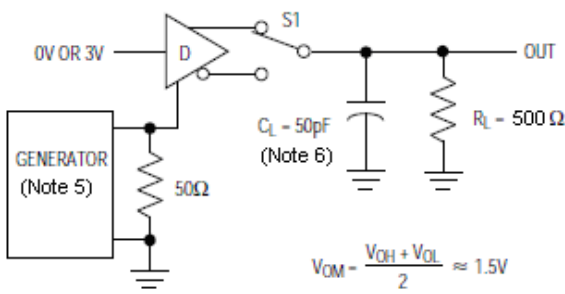 S1
0V OR 3V
D
OUT
C_L – 50pF
(Note 6)
R_L – 500 Ω
GENERATOR
(Note 5)
50Ω
V_OM = V_OH + V_OL / 2 ≈ 1.5V